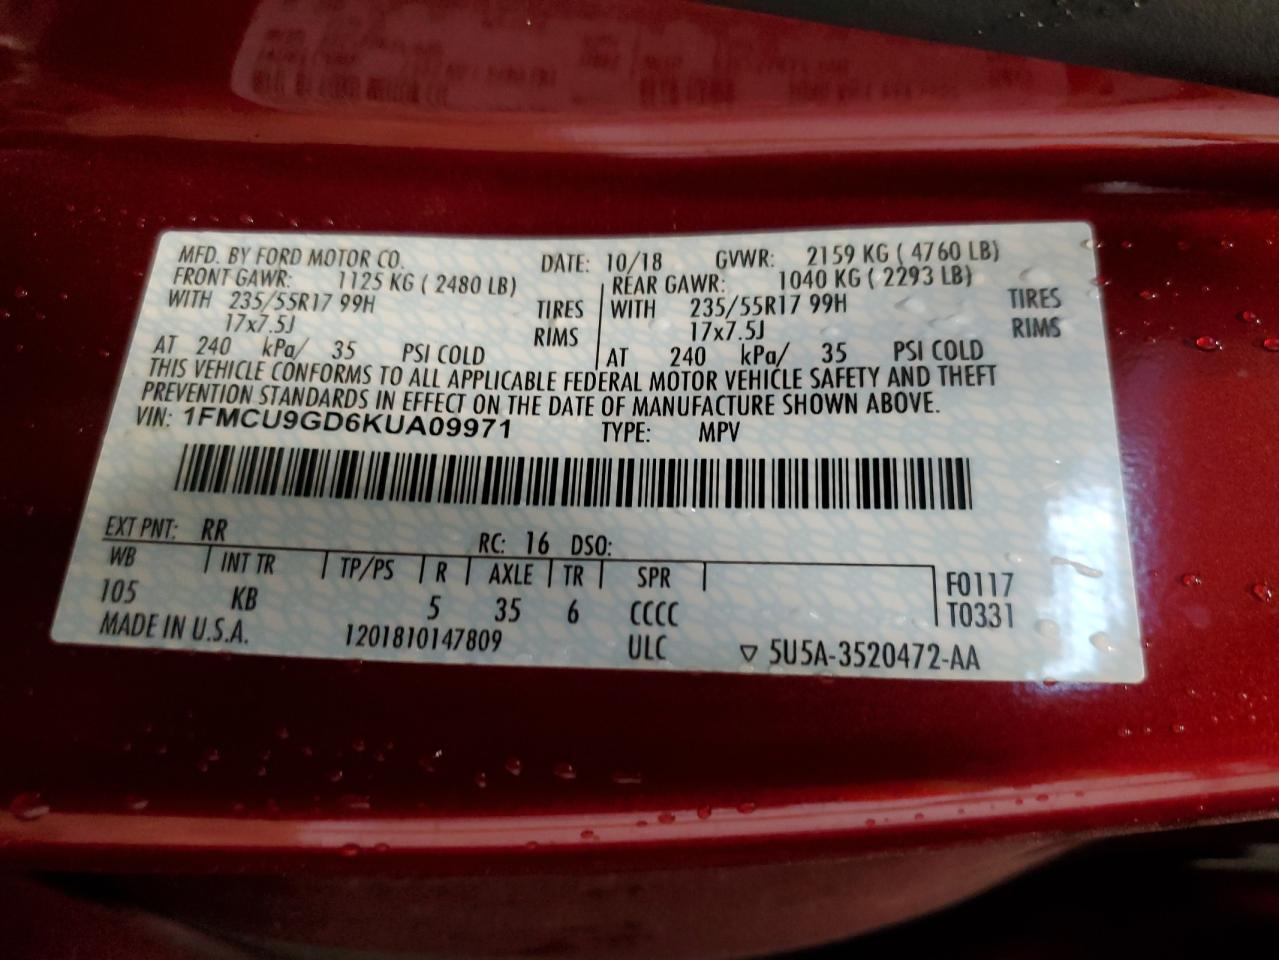 MFD. BY FORD MOTOR CO. DATE: 10/18 GVWR: 2159 KG ( 4760 LB)
FRONT GAWR: 1125 KG ( 2480 LB) REAR GAWR: 1040 KG ( 2293 LB)
WITH 235/55R17 99H TIRES WITH 235/55R17 99H TIRES
17x7.5J RIMS 17x7.5J RIMS
AT 240 kPa/ 35 PSI COLD AT 240 kPa/ 35 PSI COLD
THIS VEHICLE CONFORMS TO ALL APPLICABLE FEDERAL MOTOR VEHICLE SAFETY AND THEFT
PREVENTION STANDARDS IN EFFECT ON THE DATE OF MANUFACTURE SHOWN ABOVE.
VIN: 1FMCU9GD6KUA09971 TYPE: MPV
EXT PNT: RR RC: 16 DSO:
WB INT TR TP/PS R AXLE TR SPR F0117
105 KB 5 35 6 CCCC T0331
MADE IN U.S.A. 1201810147809 ULC ▽ 5U5A-3520472-AA